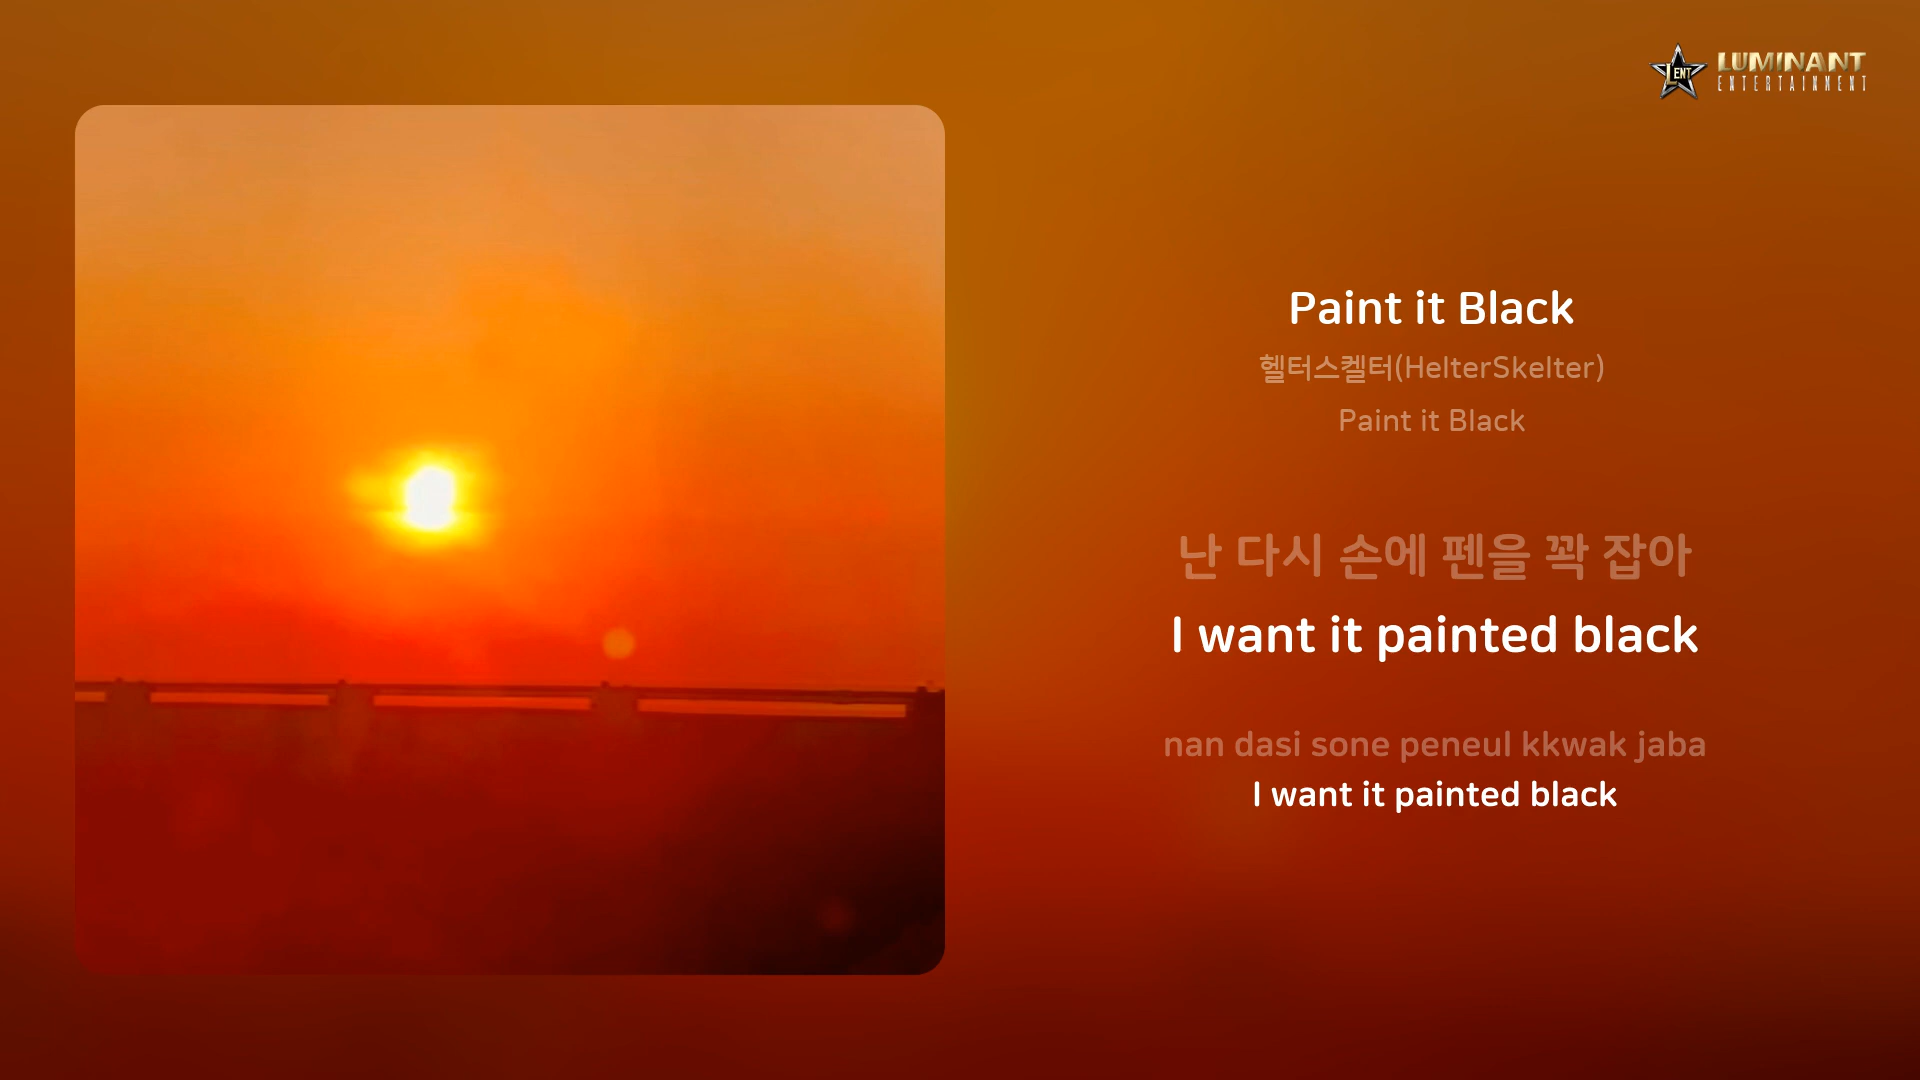 LENT
LUMINANT
ENTERTAINMENT
Paint it Black
헬터스켈터(HelterSkelter)
Paint it Black
난 다시 손에 펜을 꽉 잡아
I want it painted black
nan dasi sone peneul kkwak jaba
I want it painted black